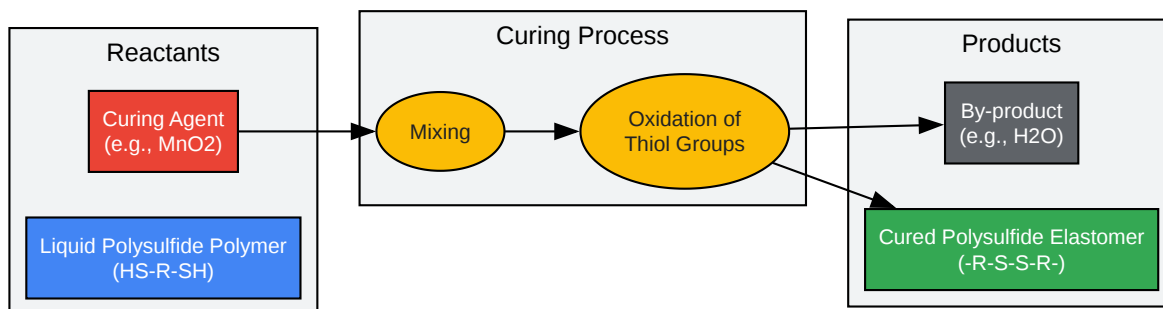 Reactants
Curing Agent
(e.g., MnO2)
Liquid Polysulfide Polymer
(HS-R-SH)
Curing Process
Mixing
Oxidation of
Thiol Groups
Products
By-product
(e.g., H2O)
Cured Polysulfide Elastomer
(-R-S-S-R-)